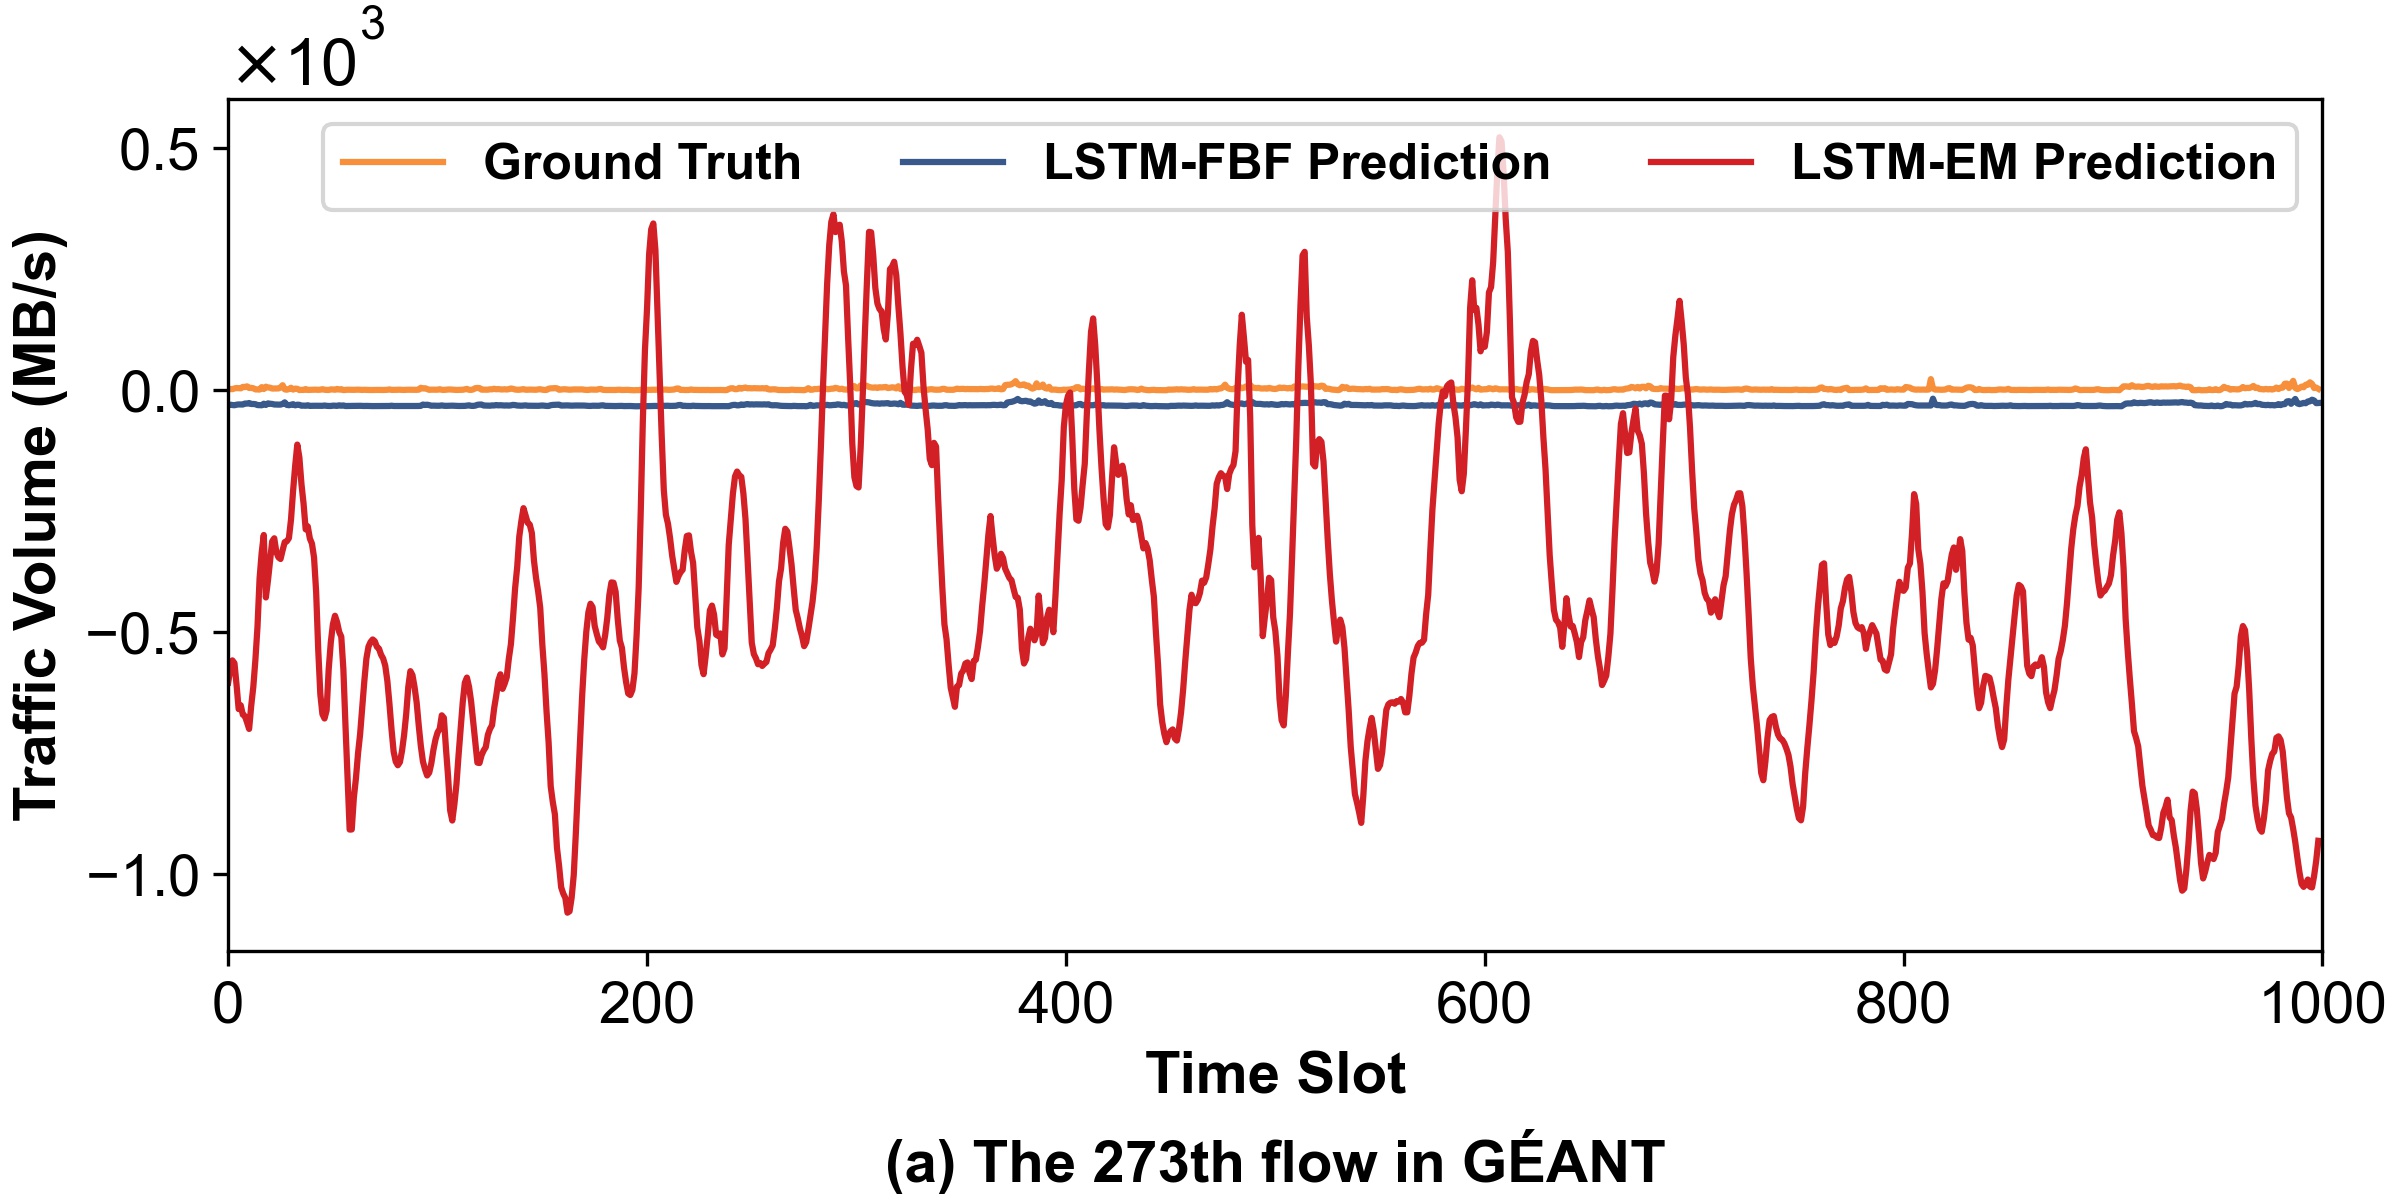 ×10³
0.5
0.0
−0.5
−1.0
Traffic Volume (MB/s)
Ground Truth LSTM-FBF Prediction LSTM-EM Prediction
0 200 400 600 800 1000
Time Slot
(a) The 273th flow in GÉANT